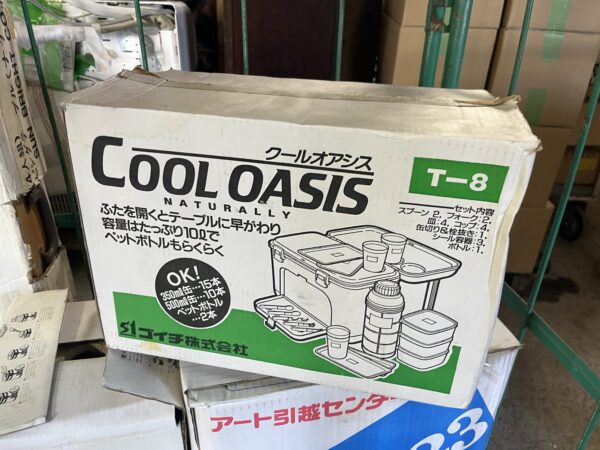 クールオアシス
COOL OASIS
NATURALLY
T-8
ふたを開くとテーブルに早がわり
容量はたっぷり10ℓで
ペットボトルもらくらく
OK!
350㎖缶…15本
500㎖缶…10本
ペットボトル
…2本
セット内容
スプーン 2, フォーク:2,
皿:4, コップ:4,
缶切り&栓抜き:1,
シール容器:3,
ボトル:1,
ゴイチ株式会社
アート引越センター
23